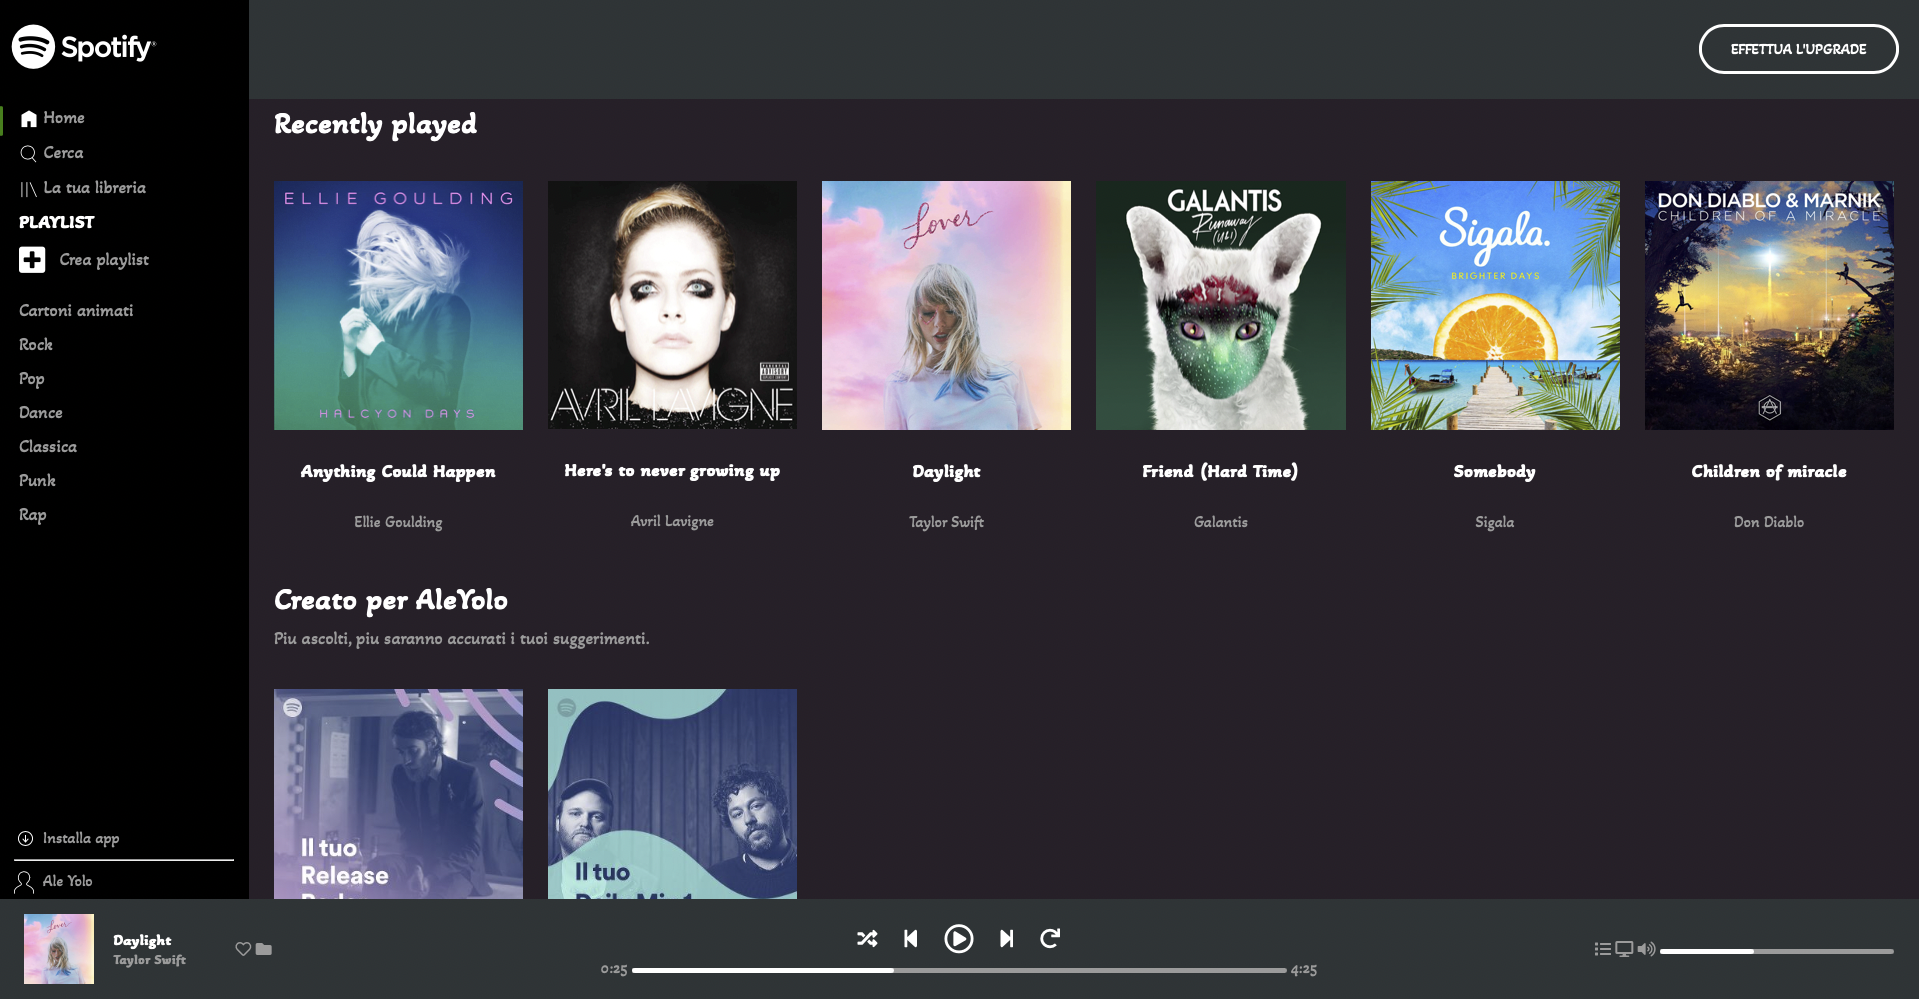 Spotify®
EFFETTUA L'UPGRADE
Home
Cerca
La tua libreria
PLAYLIST
Crea playlist
Cartoni animati
Rock
Pop
Dance
Classica
Punk
Rap
Installa app
Ale Yolo
Recently played
ELLIE GOULDING
HALCYON DAYS
AVRIL LAVIGNE
Lover
GALANTIS
Runaway
(U & I)
Sigala.
BRIGHTER DAYS
DON DIABLO & MARNIK
CHILDREN OF A MIRACLE
Anything Could Happen
Here's to never growing up
Daylight
Friend (Hard Time)
Somebody
Children of miracle
Ellie Goulding
Avril Lavigne
Taylor Swift
Galantis
Sigala
Don Diablo
Creato per AleYolo
Piu ascolti, piu saranno accurati i tuoi suggerimenti.
Il tuo
Release
Il tuo
Daily Mix 1
Lover
Daylight
Taylor Swift
0:25
4:25